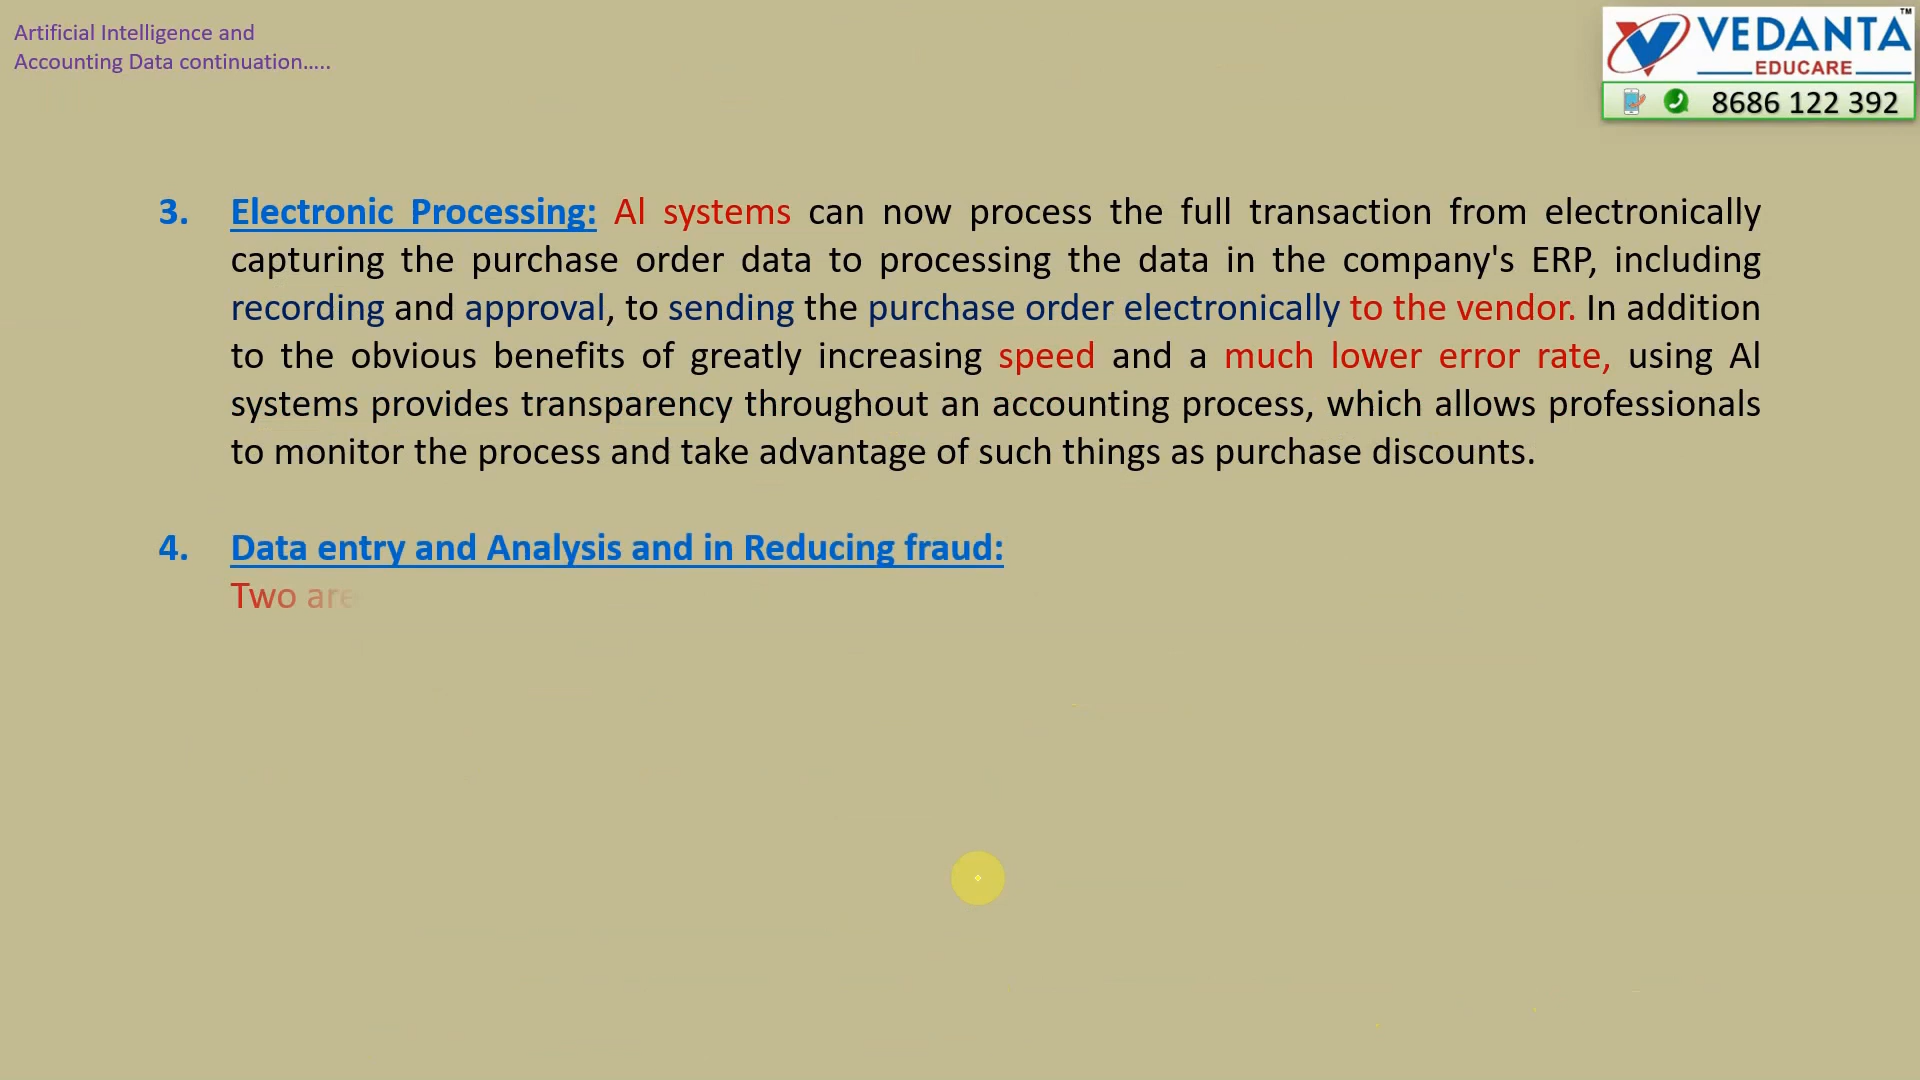 Artificial Intelligence and
Accounting Data continuation.....
VEDANTA TM
EDUCARE
8686 122 392
3. Electronic Processing: Al systems can now process the full transaction from electronically
capturing the purchase order data to processing the data in the company's ERP, including
recording and approval, to sending the purchase order electronically to the vendor. In addition
to the obvious benefits of greatly increasing speed and a much lower error rate, using Al
systems provides transparency throughout an accounting process, which allows professionals
to monitor the process and take advantage of such things as purchase discounts.
4. Data entry and Analysis and in Reducing fraud:
Two are